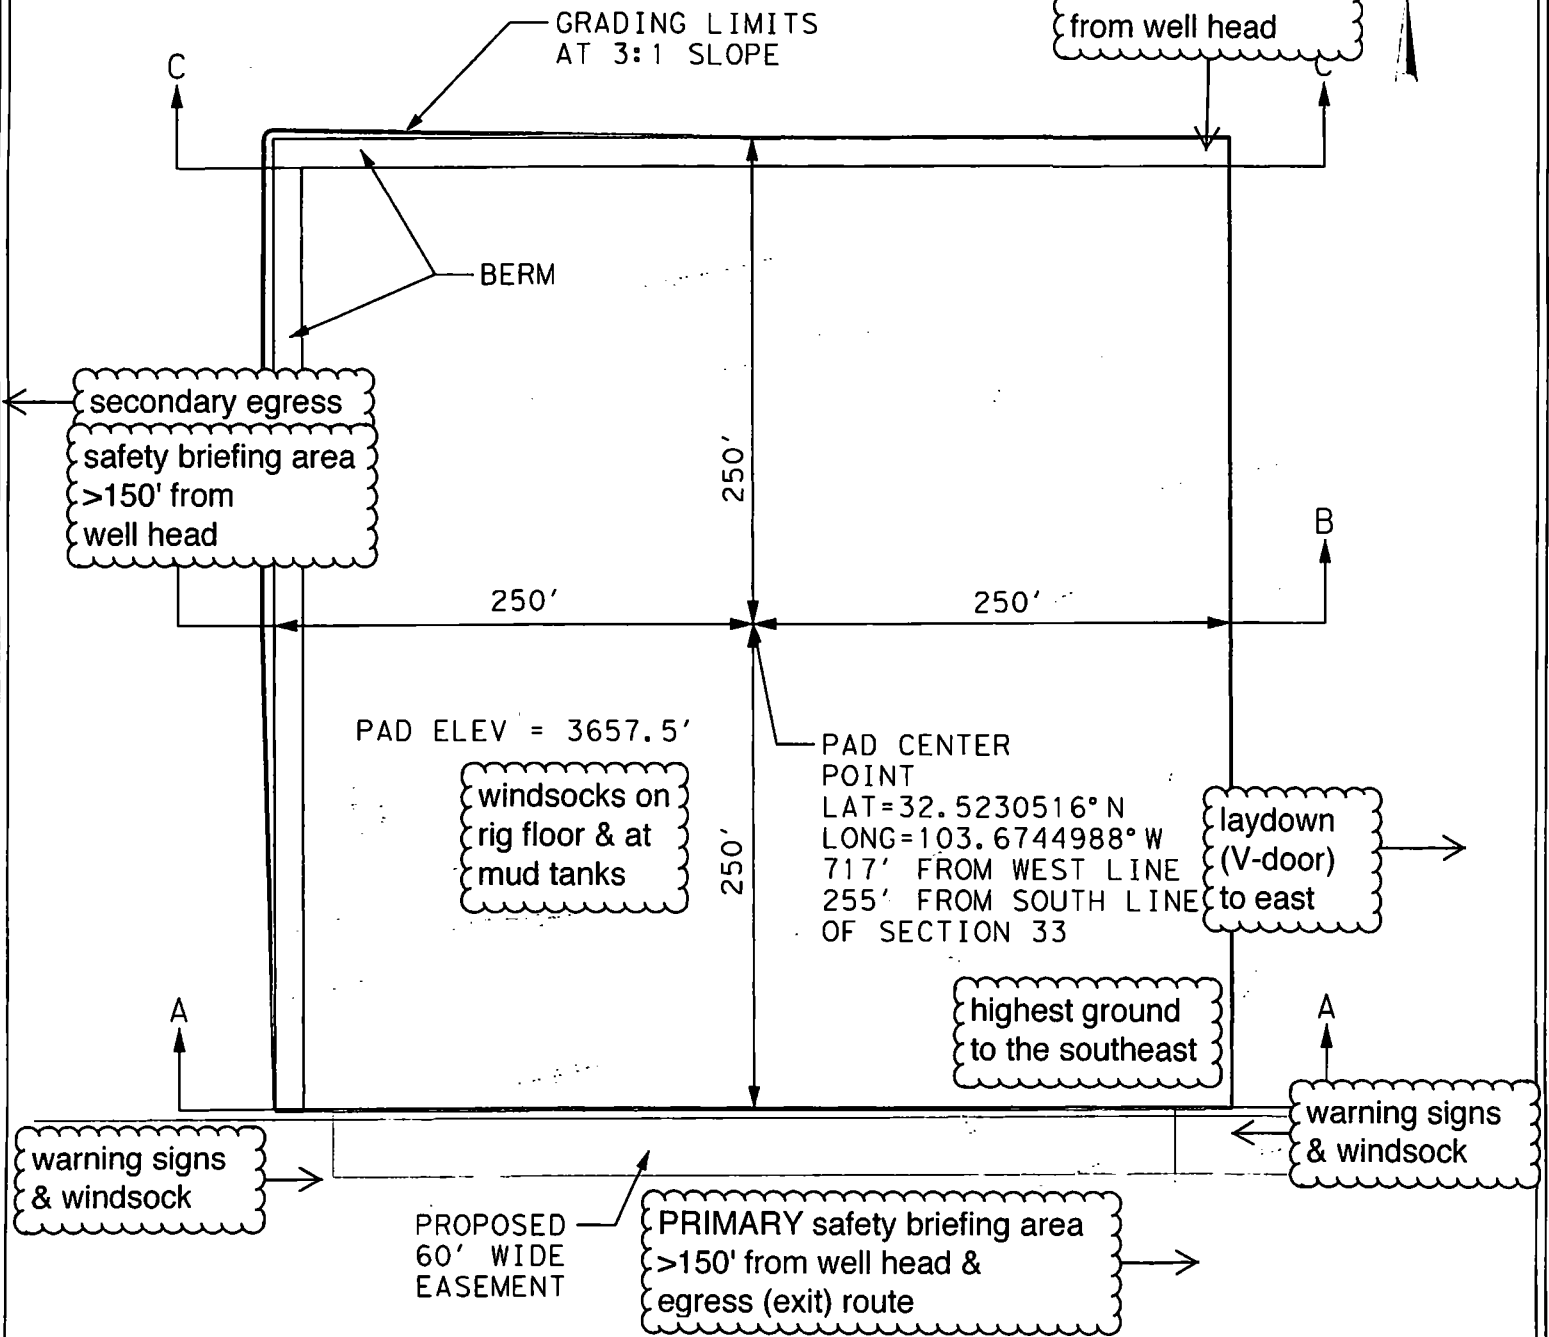 GRADING LIMITS
AT 3:1 SLOPE
from well head
C
C
BERM
secondary egress
safety briefing area
>150' from
well head
250'
B
250'
250'
PAD ELEV = 3657.5'
windsocks on
rig floor & at
mud tanks
250'
PAD CENTER
POINT
LAT=32.5230516°N
LONG=103.6744988°W
717' FROM WEST LINE
255' FROM SOUTH LINE
OF SECTION 33
laydown
(V-door)
to east
highest ground
to the southeast
A
A
warning signs
& windsock
warning signs
& windsock
PROPOSED
60' WIDE
EASEMENT
PRIMARY safety briefing area
>150' from well head &
egress (exit) route